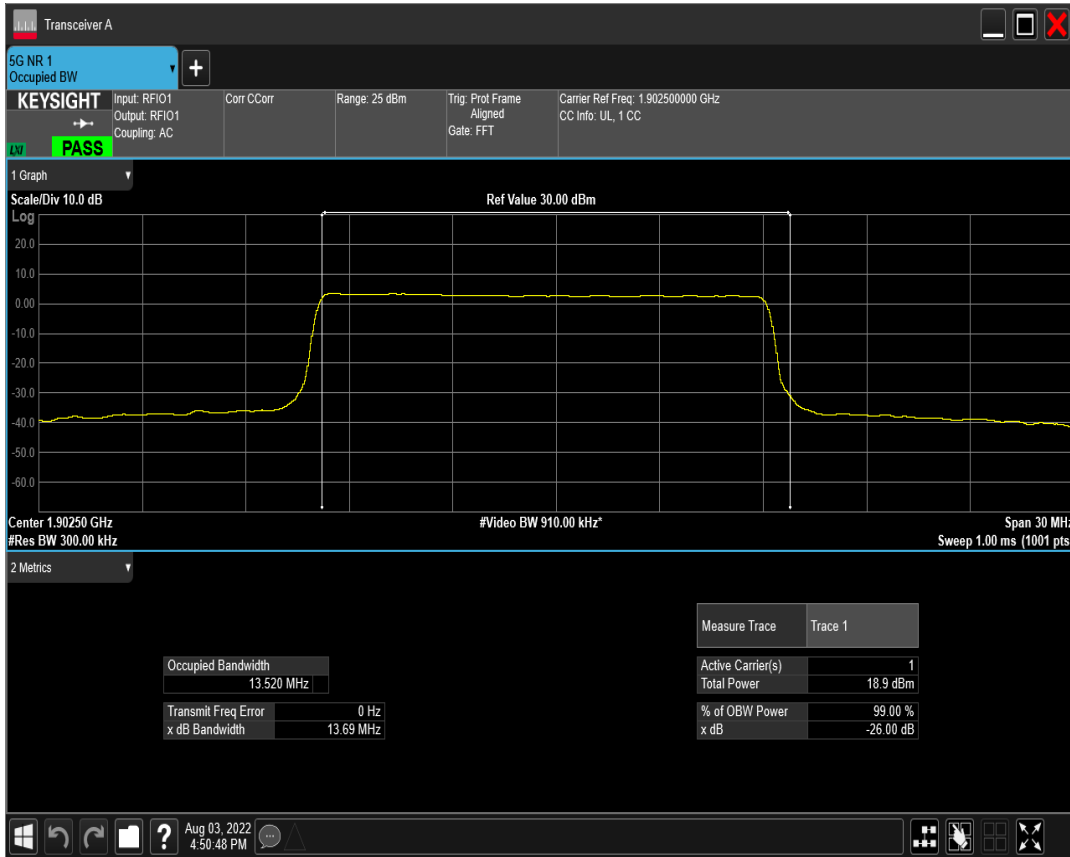 Transceiver A
5G NR 1
Occupied BW
KEYSIGHT
LXI
PASS
Input: RFIO1
Output: RFIO1
Coupling: AC
Corr CCorr
Range: 25 dBm
Trig: Prot Frame
Aligned
Gate: FFT
Carrier Ref Freq: 1.902500000 GHz
CC Info: UL, 1 CC
1 Graph
Scale/Div 10.0 dB
Ref Value 30.00 dBm
Log
20.0
10.0
0.00
-10.0
-20.0
-30.0
-40.0
-50.0
-60.0
Center 1.90250 GHz
#Video BW 910.00 kHz*
Span 30 MHz
#Res BW 300.00 kHz
Sweep 1.00 ms (1001 pts
2 Metrics
Measure Trace Trace 1
Occupied Bandwidth
13.520 MHz
Active Carrier(s) 1
Total Power 18.9 dBm
Transmit Freq Error 0 Hz
x dB Bandwidth 13.69 MHz
% of OBW Power 99.00 %
x dB -26.00 dB
Aug 03, 2022
4:50:48 PM